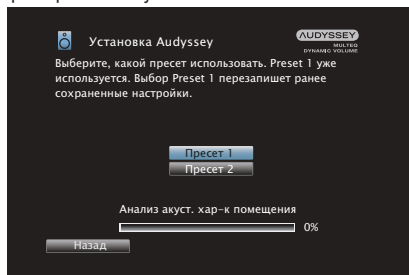 Установка Audyssey
AUDYSSEY
MULTEQ
DYNAMIC VOLUME
Выберите, какой пресет использовать. Preset 1 уже
используется. Выбор Preset 1 перезапишет ранее
сохраненные настройки.
Пресет 1
Пресет 2
Анализ акуст. хар-к помещения
0%
Назад